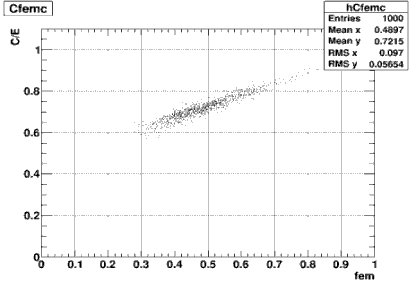 Cfemc
hCfemc
Entries 1000
Mean x 0.4897
Mean y 0.7215
RMS x 0.097
RMS y 0.05654
C/E
1
0.8
0.6
0.4
0.2
0
0 0.1 0.2 0.3 0.4 0.5 0.6 0.7 0.8 0.9 1
fem